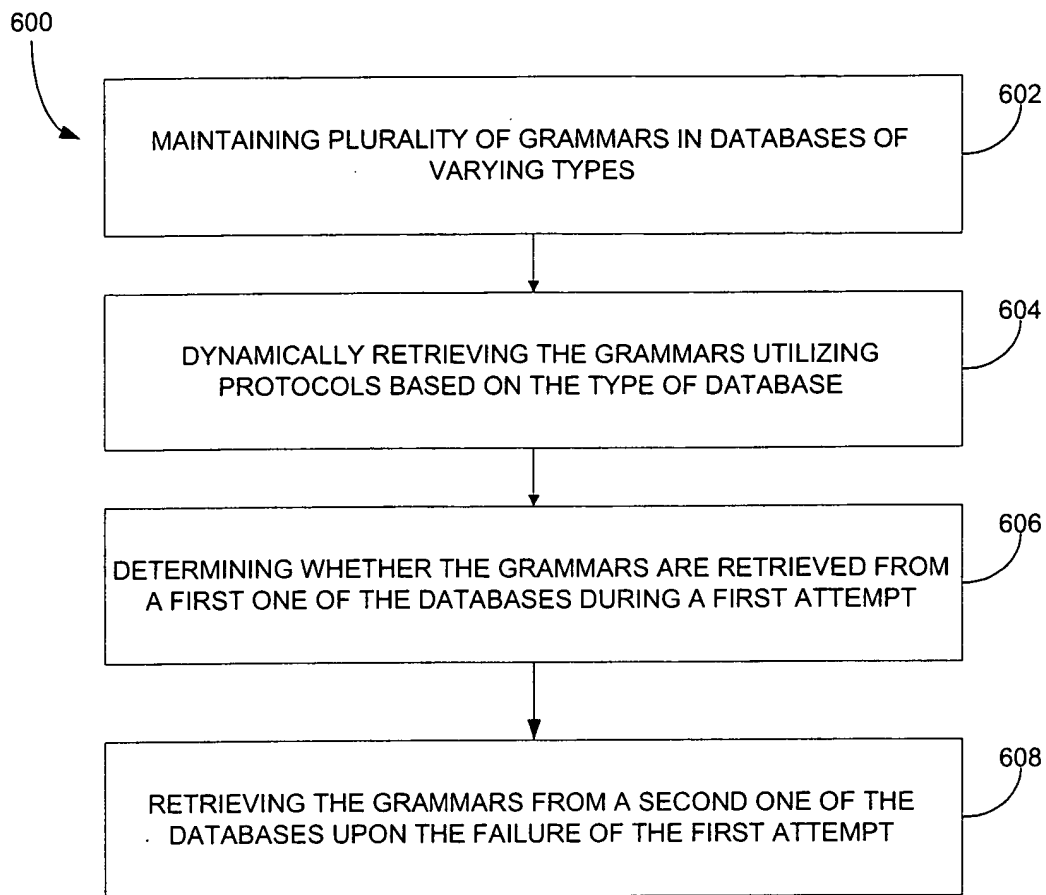 600
602
MAINTAINING PLURALITY OF GRAMMARS IN DATABASES OF
VARYING TYPES
604
DYNAMICALLY RETRIEVING THE GRAMMARS UTILIZING
PROTOCOLS BASED ON THE TYPE OF DATABASE
606
DETERMINING WHETHER THE GRAMMARS ARE RETRIEVED FROM
A FIRST ONE OF THE DATABASES DURING A FIRST ATTEMPT
608
RETRIEVING THE GRAMMARS FROM A SECOND ONE OF THE
DATABASES UPON THE FAILURE OF THE FIRST ATTEMPT